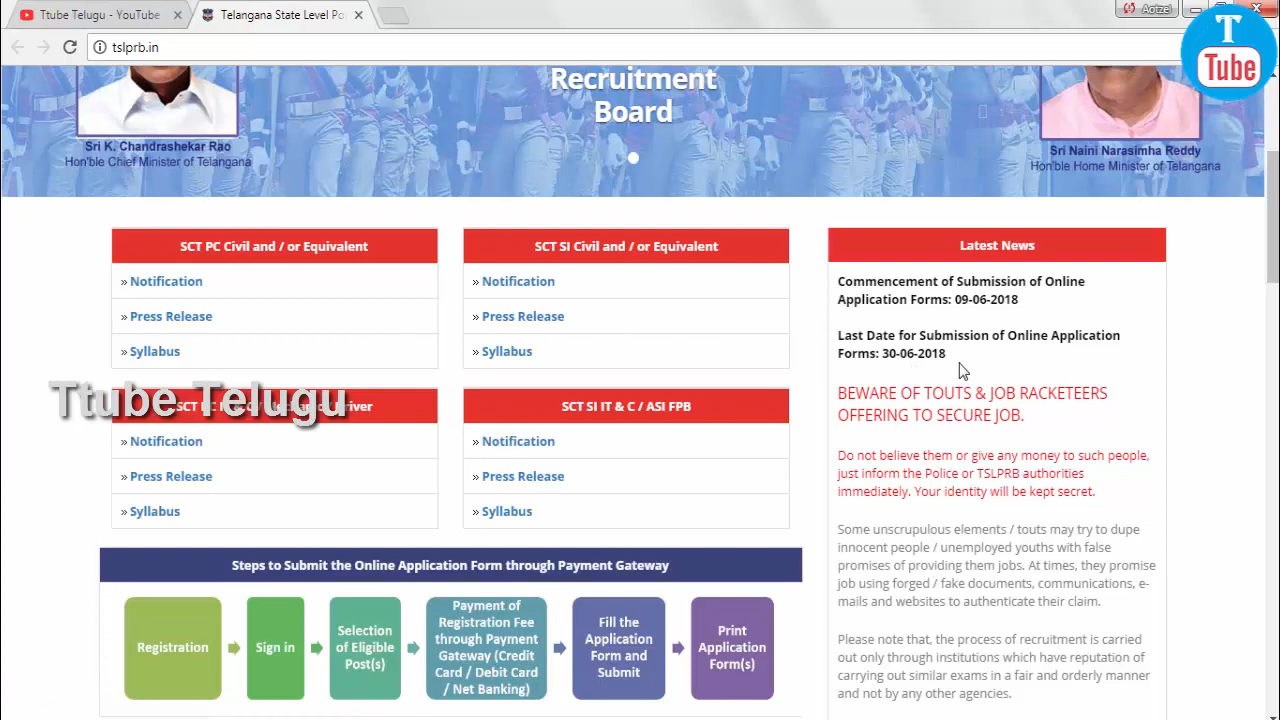 Ttube Telugu - YouTube
Telangana State Level Po
Aotzei
tslprb.in
T
Tube
Recruitment
Board
Sri K. Chandrashekar Rao
Hon'ble Chief Minister of Telangana
Sri Naini Narasimha Reddy
Hon'ble Home Minister of Telangana
SCT PC Civil and / or Equivalent
» Notification
» Press Release
» Syllabus
SCT SI Civil and / or Equivalent
» Notification
» Press Release
» Syllabus
Ttube Telugu
» Notification
» Press Release
» Syllabus
SCT SI IT & C / ASI FPB
» Notification
» Press Release
» Syllabus
Latest News
Commencement of Submission of Online
Application Forms: 09-06-2018
Last Date for Submission of Online Application
Forms: 30-06-2018
BEWARE OF TOUTS & JOB RACKETEERS
OFFERING TO SECURE JOB.
Do not believe them or give any money to such people,
just inform the Police or TSLPRB authorities
immediately. Your identity will be kept secret.
Some unscrupulous elements / touts may try to dupe
innocent people / unemployed youths with false
promises of providing them jobs. At times, they promise
job using forged / fake documents, communications, e-
mails and websites to authenticate their claim.
Please note that, the process of recruitment is carried
out only through institutions which have reputation of
carrying out similar exams in a fair and orderly manner
and not by any other agencies.
Steps to Submit the Online Application Form through Payment Gateway
Registration
Sign in
Selection
of Eligible
Post(s)
Payment of
Registration Fee
through Payment
Gateway (Credit
Card / Debit Card
/ Net Banking)
Fill the
Application
Form and
Submit
Print
Application
Form(s)